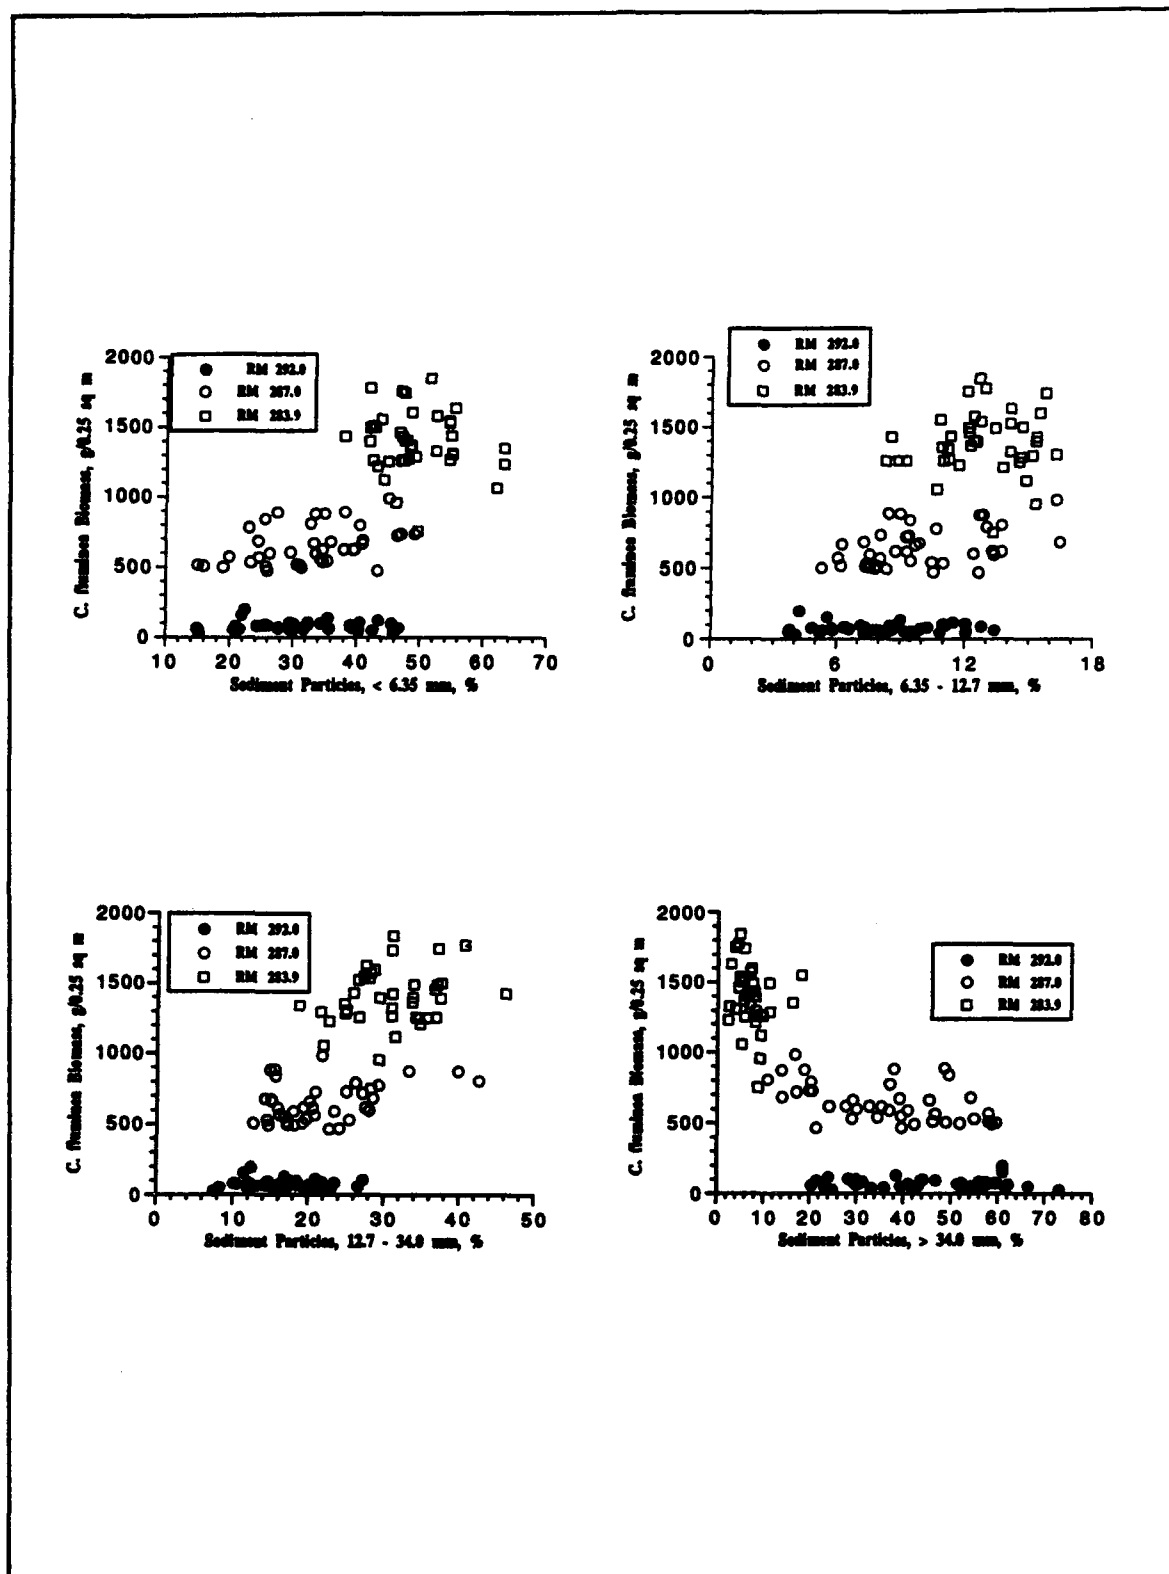 2000
1500
1000
500
0
C. fluminea Biomass, g/0.25 sq m
RM 292.0
RM 287.0
RM 283.9
10 20 30 40 50 60 70
Sediment Particles, < 6.35 mm, %
2000
1500
1000
500
0
C. fluminea Biomass, g/0.25 sq m
RM 292.0
RM 287.0
RM 283.9
0 6 12 18
Sediment Particles, 6.35 - 12.7 mm, %
2000
1500
1000
500
0
C. fluminea Biomass, g/0.25 sq m
RM 292.0
RM 287.0
RM 283.9
0 10 20 30 40 50
Sediment Particles, 12.7 - 34.0 mm, %
2000
1500
1000
500
0
C. fluminea Biomass, g/0.25 sq m
RM 292.0
RM 287.0
RM 283.9
0 10 20 30 40 50 60 70 80
Sediment Particles, > 34.0 mm, %